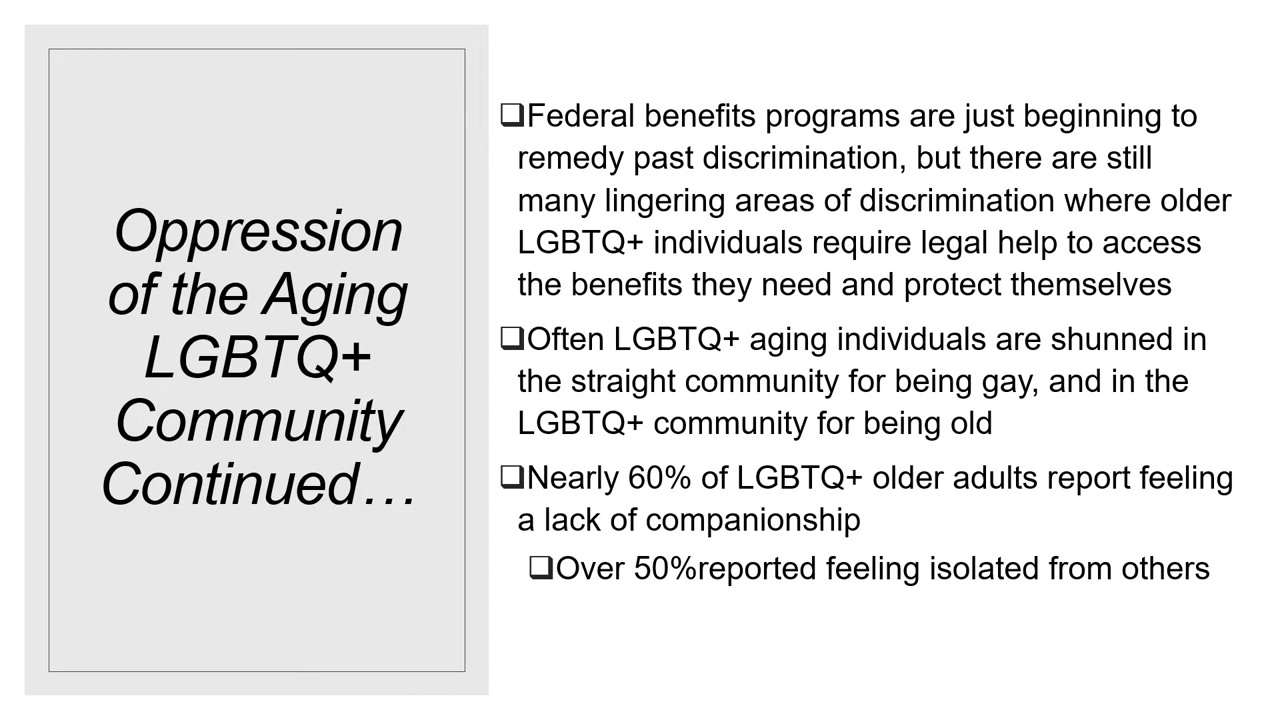 Oppression
of the Aging
LGBTQ+
Community
Continued…
❑Federal benefits programs are just beginning to
remedy past discrimination, but there are still
many lingering areas of discrimination where older
LGBTQ+ individuals require legal help to access
the benefits they need and protect themselves
❑Often LGBTQ+ aging individuals are shunned in
the straight community for being gay, and in the
LGBTQ+ community for being old
❑Nearly 60% of LGBTQ+ older adults report feeling
a lack of companionship
❑Over 50%reported feeling isolated from others